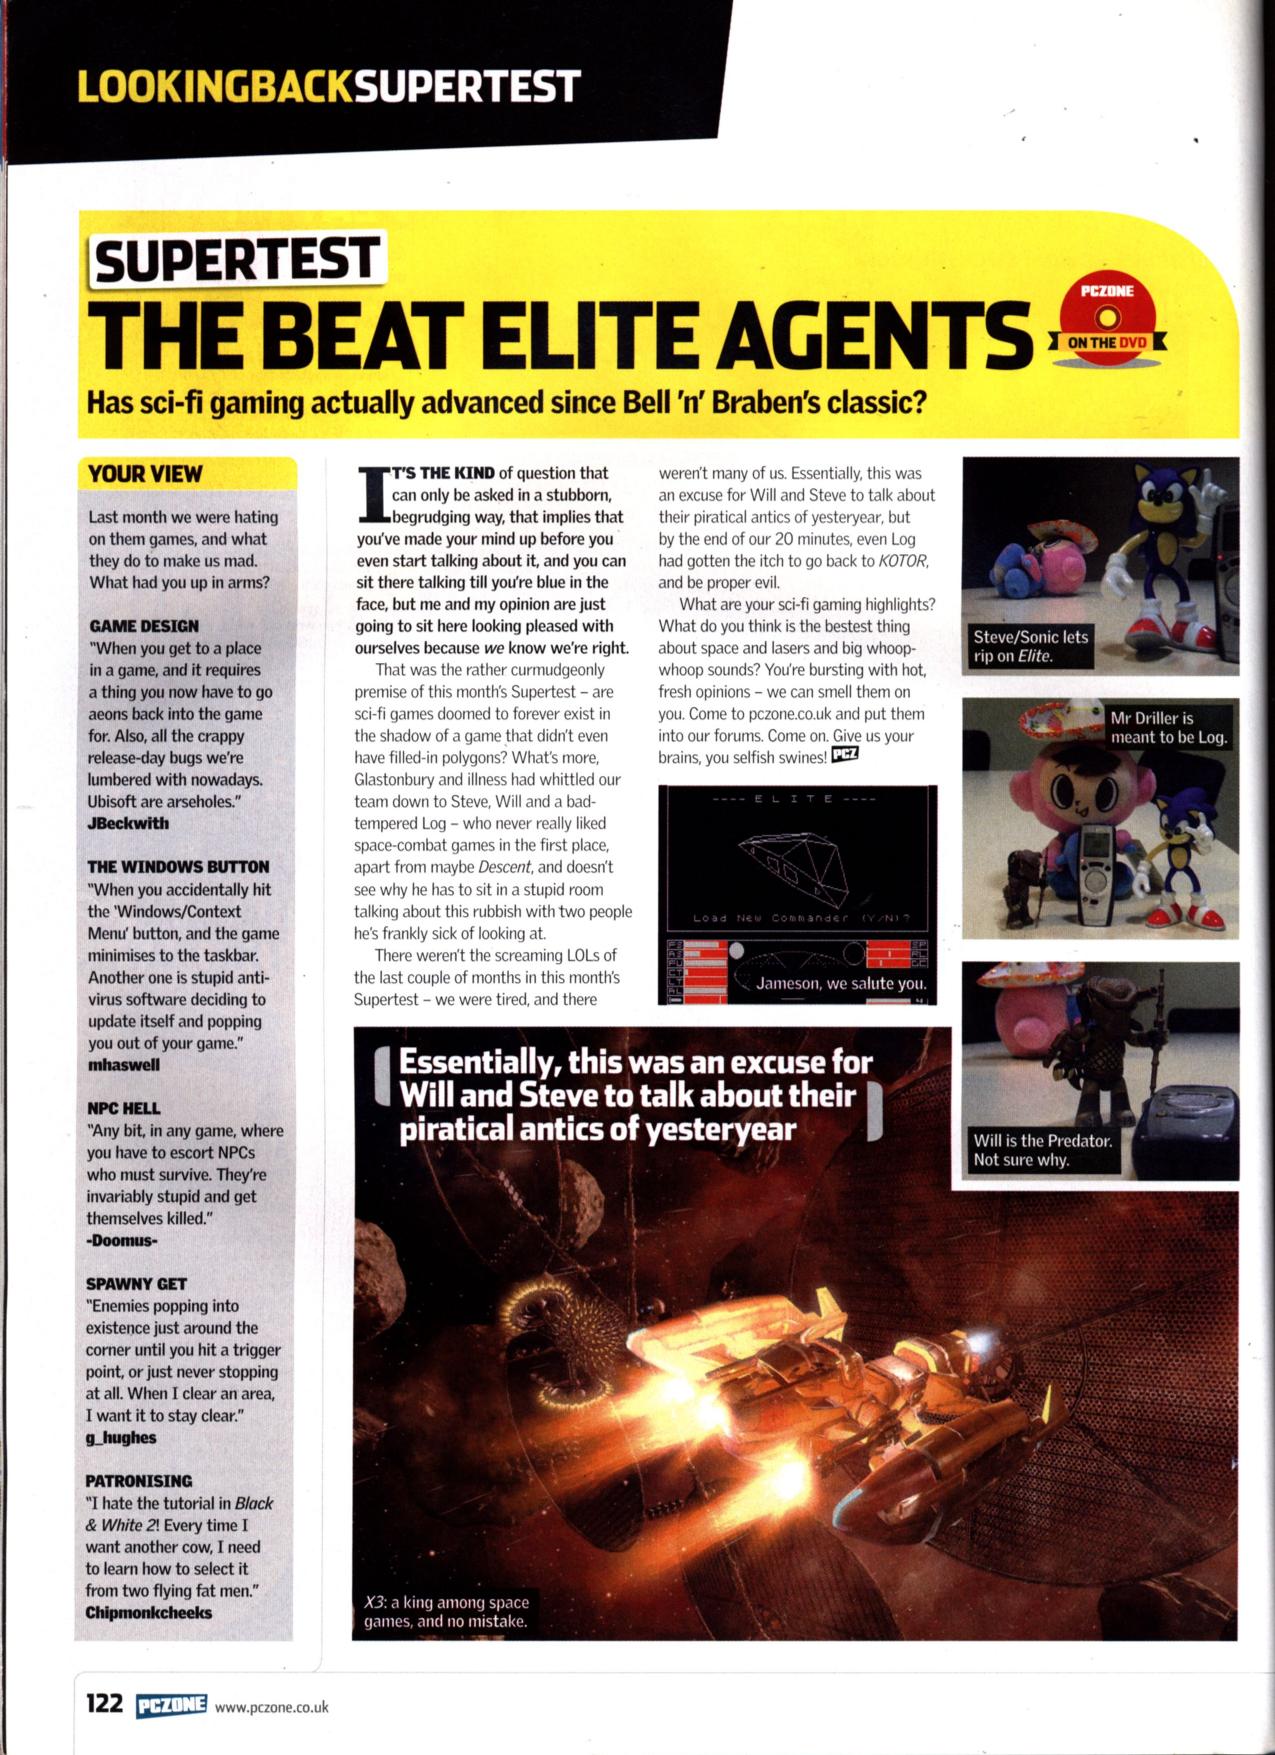 LOOKINGBACKSUPERTEST
SUPERTEST
THE BEAT ELITE AGENTS
Has sci-fi gaming actually advanced since Bell 'n' Braben's classic?
PCZONE
ON THE DVD
YOUR VIEW
Last month we were hating
on them games, and what
they do to make us mad.
What had you up in arms?
GAME DESIGN
"When you get to a place
in a game, and it requires
a thing you now have to go
aeons back into the game
for. Also, all the crappy
release-day bugs we're
lumbered with nowadays.
Ubisoft are arseholes."
JBeckwith
THE WINDOWS BUTTON
"When you accidentally hit
the 'Windows/Context
Menu' button, and the game
minimises to the taskbar.
Another one is stupid anti-
virus software deciding to
update itself and popping
you out of your game."
mhaswell
NPC HELL
"Any bit, in any game, where
you have to escort NPCs
who must survive. They're
invariably stupid and get
themselves killed."
-Doomus-
SPAWNY GET
"Enemies popping into
existence just around the
corner until you hit a trigger
point, or just never stopping
at all. When I clear an area,
I want it to stay clear."
g_hughes
PATRONISING
"I hate the tutorial in Black
& White 2! Every time I
want another cow, I need
to learn how to select it
from two flying fat men."
Chipmonkcheeks
IT'S THE KIND of question that
can only be asked in a stubborn,
begrudging way, that implies that
you've made your mind up before you
even start talking about it, and you can
sit there talking till you're blue in the
face, but me and my opinion are just
going to sit here looking pleased with
ourselves because we know we're right.
That was the rather curmudgeonly
premise of this month's Supertest – are
sci-fi games doomed to forever exist in
the shadow of a game that didn't even
have filled-in polygons? What's more,
Glastonbury and illness had whittled our
team down to Steve, Will and a bad-
tempered Log – who never really liked
space-combat games in the first place,
apart from maybe Descent, and doesn't
see why he has to sit in a stupid room
talking about this rubbish with two people
he's frankly sick of looking at.
There weren't the screaming LOLs of
the last couple of months in this month's
Supertest – we were tired, and there
weren't many of us. Essentially, this was
an excuse for Will and Steve to talk about
their piratical antics of yesteryear, but
by the end of our 20 minutes, even Log
had gotten the itch to go back to KOTOR,
and be proper evil.
What are your sci-fi gaming highlights?
What do you think is the bestest thing
about space and lasers and big whoop-
whoop sounds? You're bursting with hot,
fresh opinions – we can smell them on
you. Come to pczone.co.uk and put them
into our forums. Come on. Give us your
brains, you selfish swines! PCZ
---- E L I T E ----
Load New Commander (Y/N)?
Jameson, we salute you.
Steve/Sonic lets
rip on Elite.
Mr Driller is
meant to be Log.
Will is the Predator.
Not sure why.
Essentially, this was an excuse for
Will and Steve to talk about their
piratical antics of yesteryear
X3: a king among space
games, and no mistake.
122 PCZONE www.pczone.co.uk